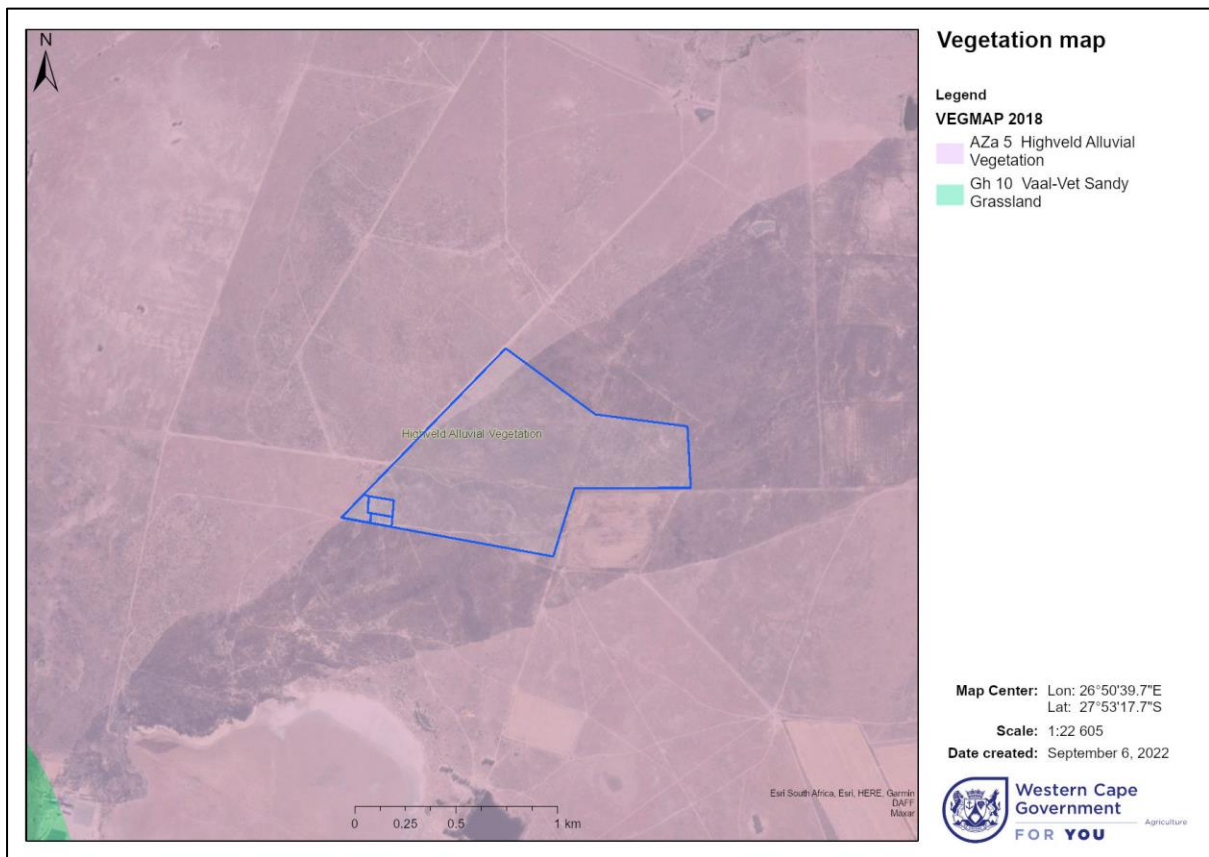 N
Highveld Alluvial Vegetation
0 0.25 0.5 1 km
Esri South Africa, Esri, HERE, Garmin
DAFF
Maxar
Vegetation map
Legend
VEGMAP 2018
AZa 5 Highveld Alluvial
Vegetation
Gh 10 Vaal-Vet Sandy
Grassland
Map Center: Lon: 26°50'39.7"E
Lat: 27°53'17.7"S
Scale: 1:22 605
Date created: September 6, 2022
Western Cape
Government
Agriculture
FOR YOU